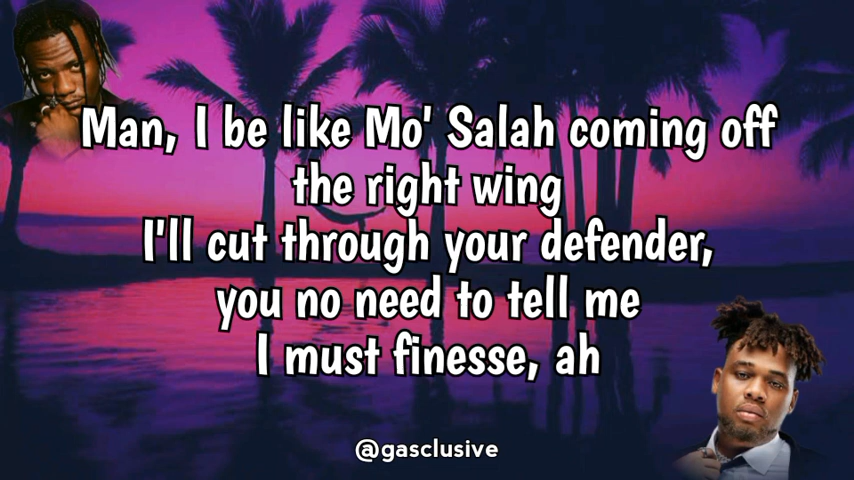 Man, I be like Mo' Salah coming off
the right wing
I'll cut through your defender,
you no need to tell me
I must finesse, ah
@gasclusive